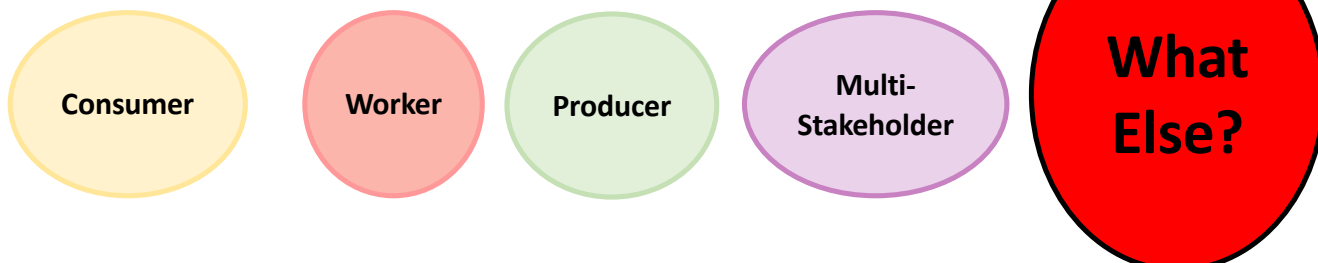 Consumer
Worker
Producer
Multi-
Stakeholder
What
Else?